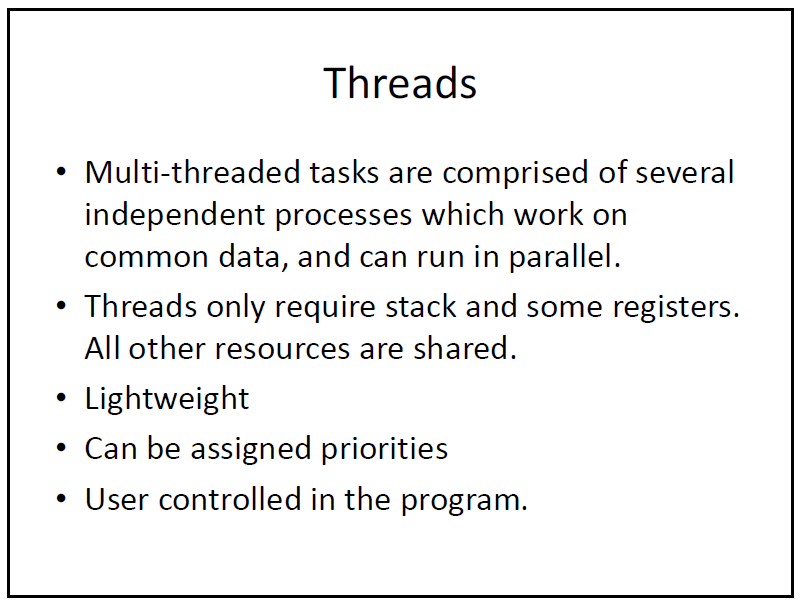 Threads
• Multi-threaded tasks are comprised of several
independent processes which work on
common data, and can run in parallel.
• Threads only require stack and some registers.
All other resources are shared.
• Lightweight
• Can be assigned priorities
• User controlled in the program.